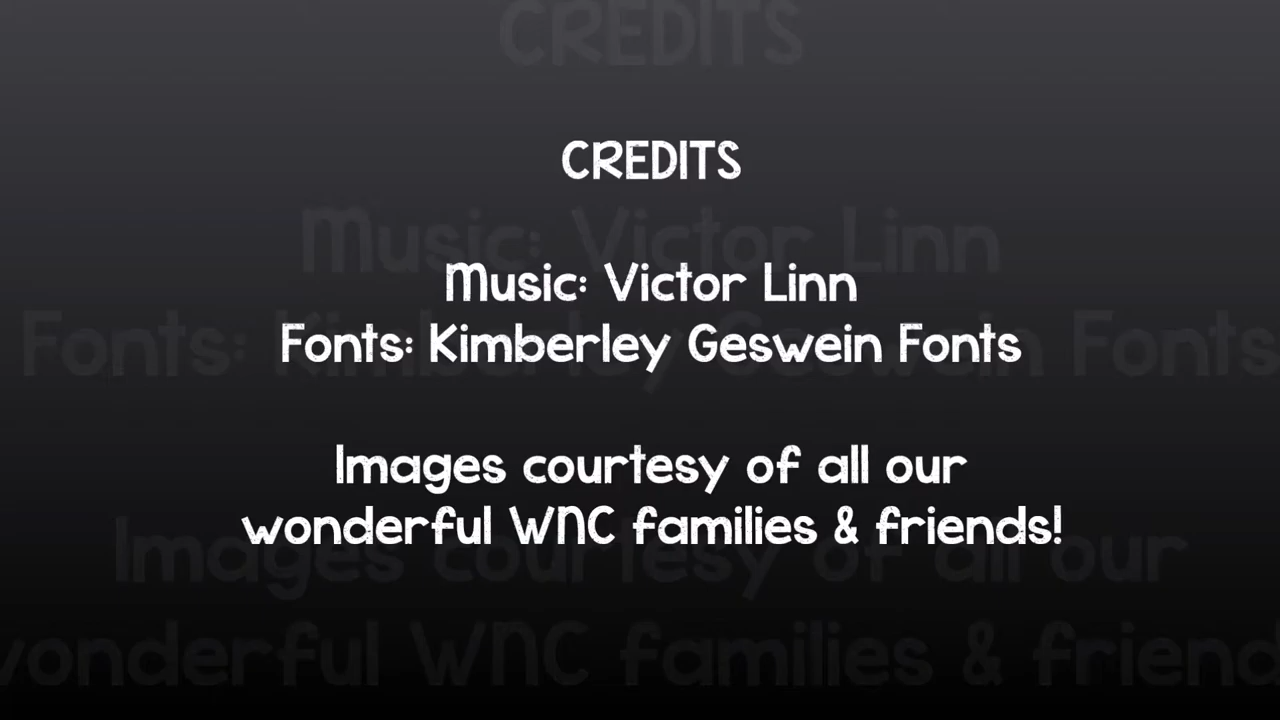 CREDITS
Music: Victor Linn
Fonts: Kimberley Geswein Fonts
Images courtesy of all our
wonderful WNC families & friends!